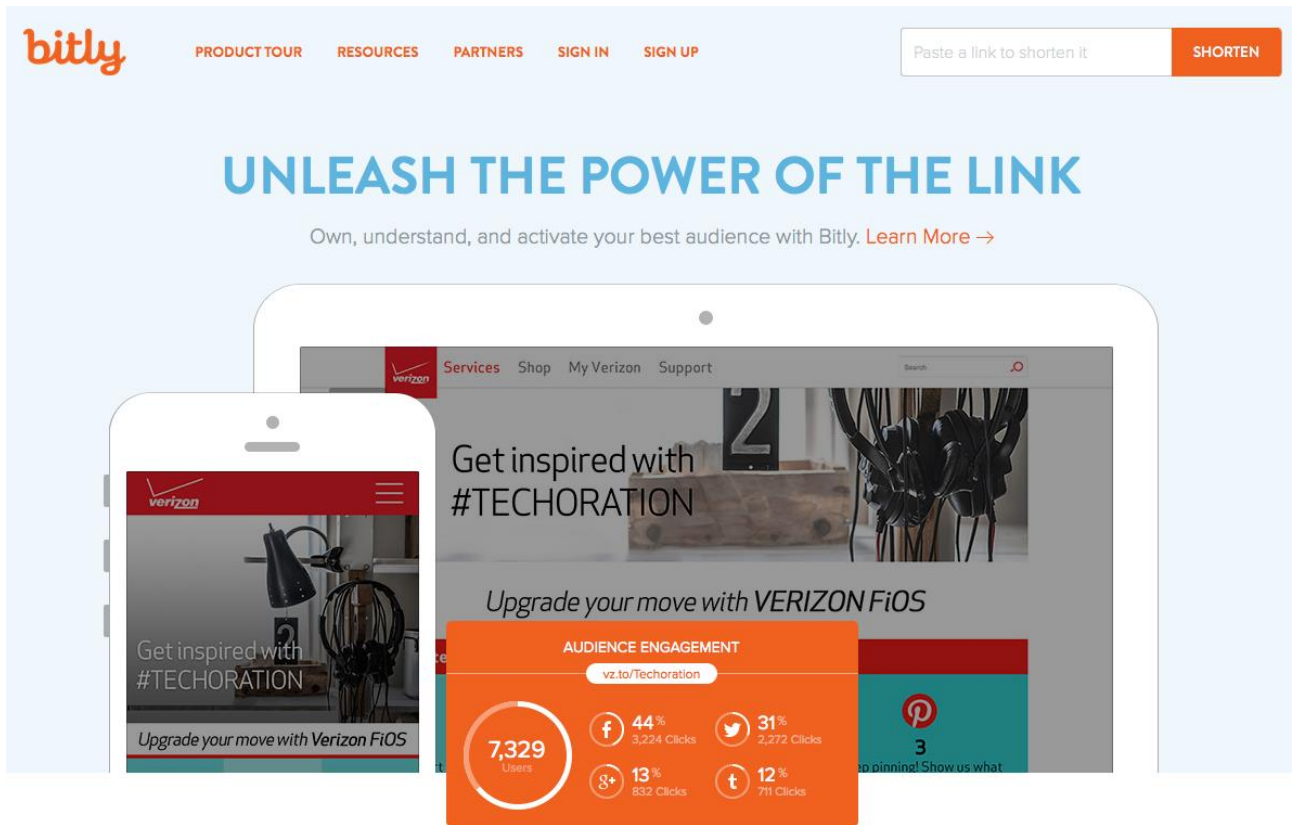 bitly
PRODUCT TOUR RESOURCES PARTNERS SIGN IN SIGN UP
Paste a link to shorten it
SHORTEN
UNLEASH THE POWER OF THE LINK
Own, understand, and activate your best audience with Bitly. Learn More →
verizon
Services Shop My Verizon Support
Search
2
Get inspired with
#TECHORATION
Upgrade your move with VERIZON FiOS
verizon
2
Get inspired with
#TECHORATION
Upgrade your move with Verizon FiOS
AUDIENCE ENGAGEMENT
vz.to/Techoration
7,329
Users
f 44%
3,224 Clicks
31%
2,272 Clicks
8+ 13%
832 Clicks
t 12%
711 Clicks
3
pinning! Show us what